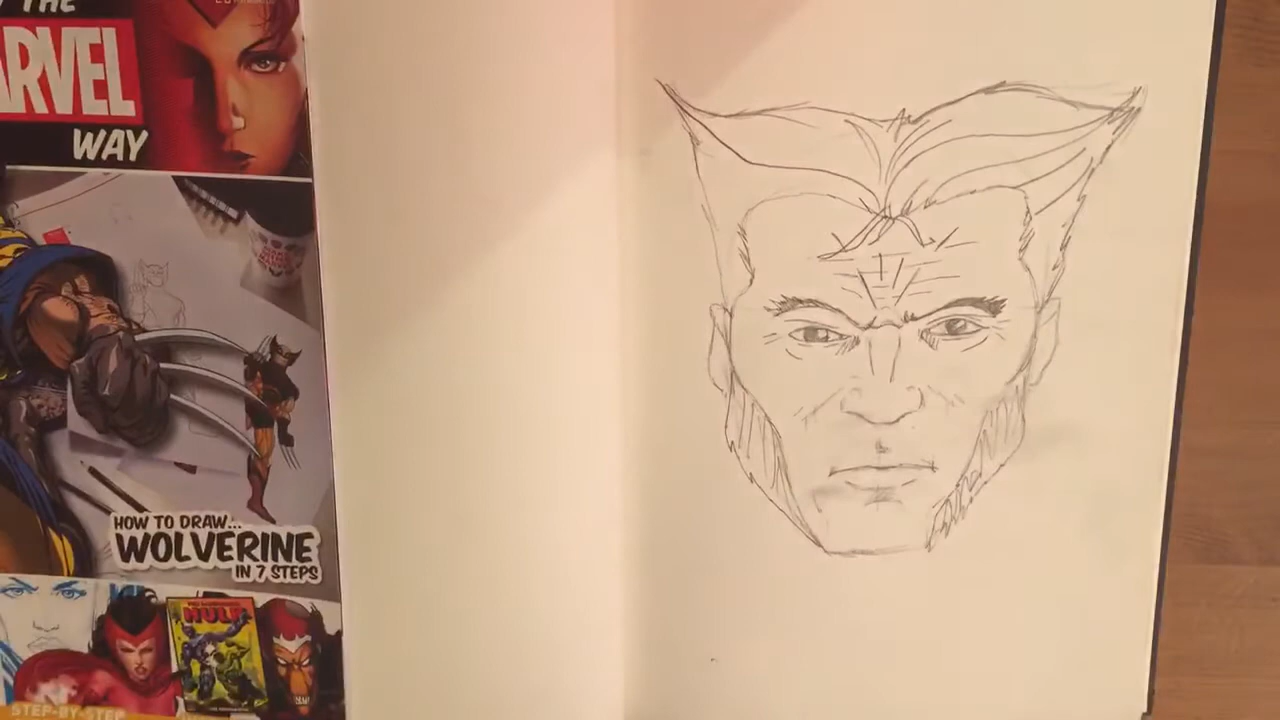 THE
ARVEL
WAY
HOW TO DRAW...
WOLVERINE
IN 7 STEPS
HULK
STEP-BY-STEP